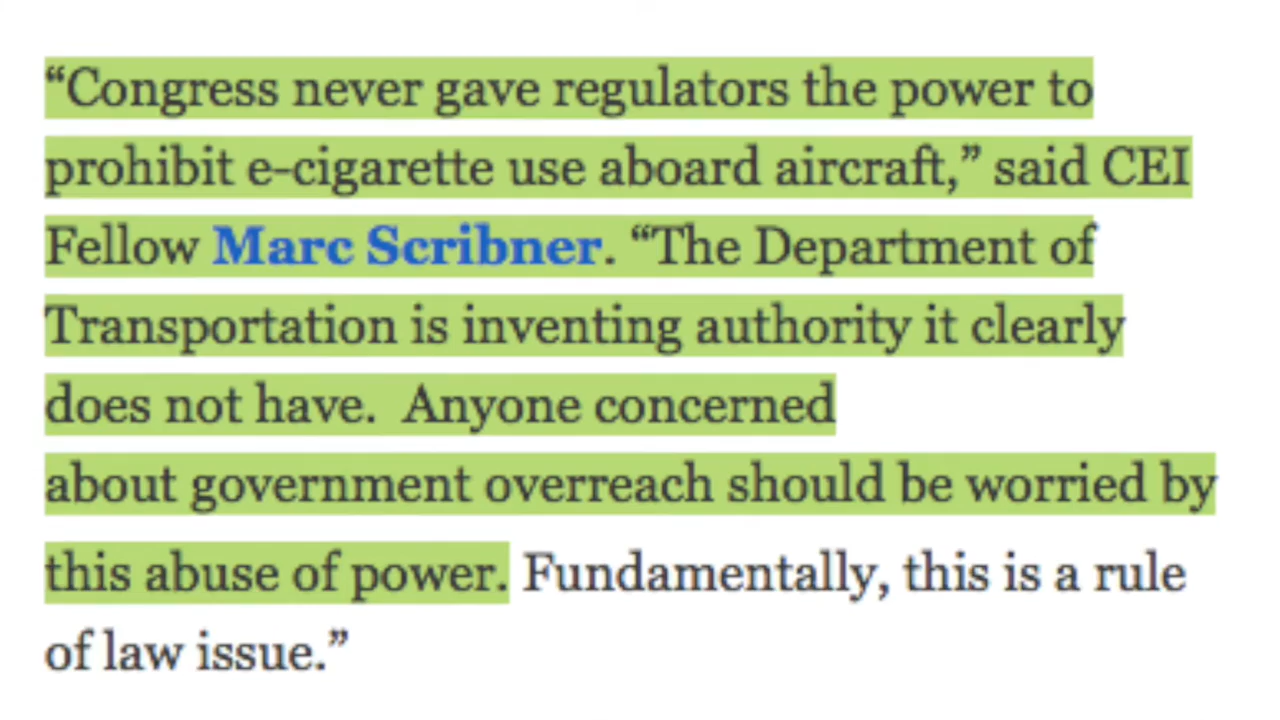 “Congress never gave regulators the power to
prohibit e-cigarette use aboard aircraft,” said CEI
Fellow Marc Scribner. “The Department of
Transportation is inventing authority it clearly
does not have.  Anyone concerned
about government overreach should be worried by
this abuse of power. Fundamentally, this is a rule
of law issue.”